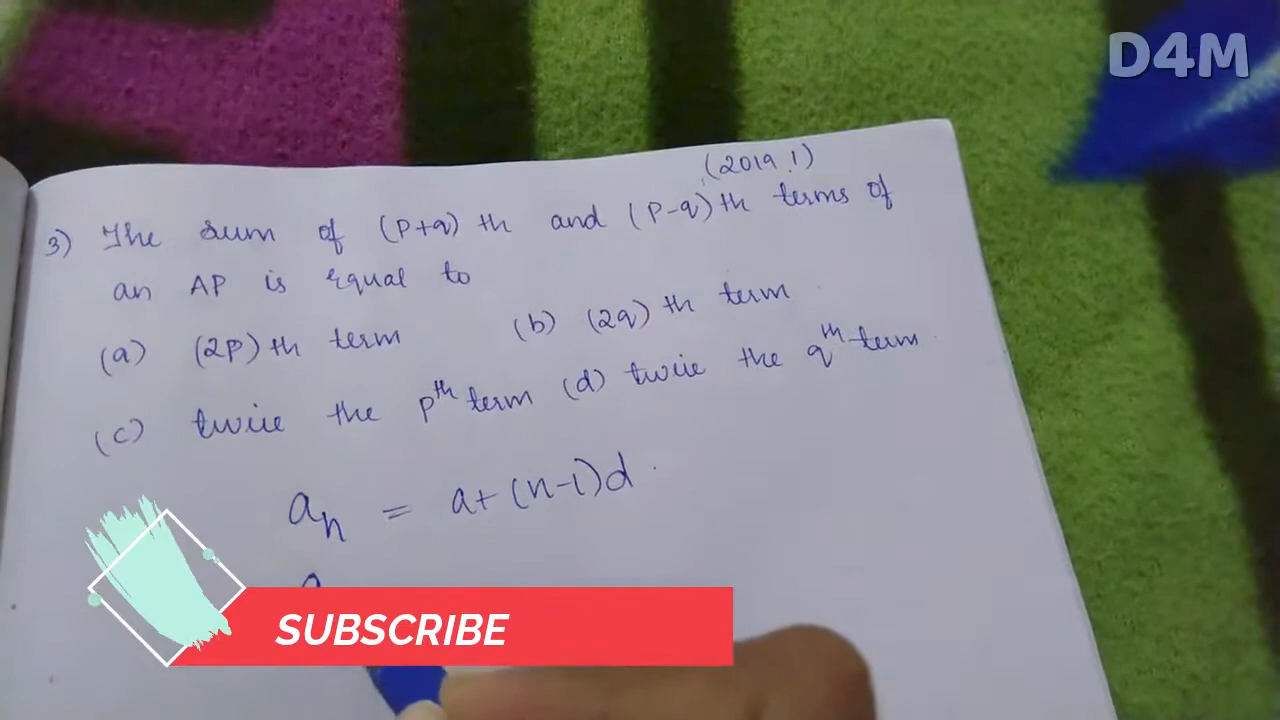 D4M
(2019.1)
3) The sum of (p+q)th and (p-q)th terms of
an AP is equal to
(a) (2p)th term (b) (2q)th term
(c) twice the pth term (d) twice the qth term
an = a+(n-1)d
a
SUBSCRIBE